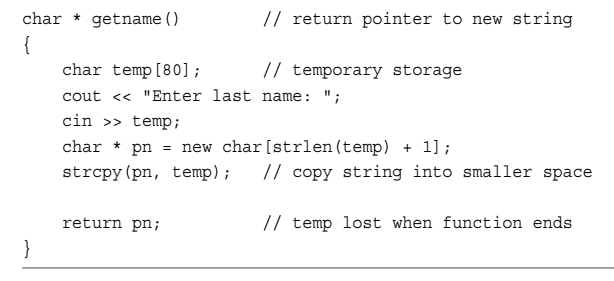 char * getname()        // return pointer to new string
{
    char temp[80];      // temporary storage
    cout << "Enter last name: ";
    cin >> temp;
    char * pn = new char[strlen(temp) + 1];
    strcpy(pn, temp);   // copy string into smaller space

    return pn;          // temp lost when function ends
}